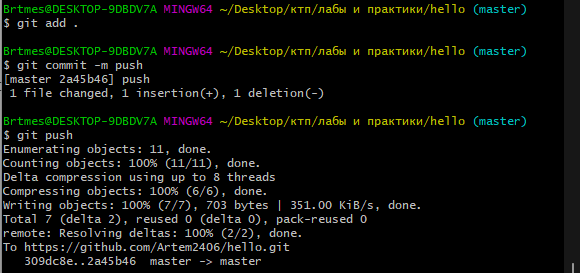 Brtmes@DESKTOP-9DBDV7A MINGW64 ~/Desktop/ктп/лабы и практики/hello (master)
$ git add .
Brtmes@DESKTOP-9DBDV7A MINGW64 ~/Desktop/ктп/лабы и практики/hello (master)
$ git commit -m push
[master 2a45b46] push
 1 file changed, 1 insertion(+), 1 deletion(-)
Brtmes@DESKTOP-9DBDV7A MINGW64 ~/Desktop/ктп/лабы и практики/hello (master)
$ git push
Enumerating objects: 11, done.
Counting objects: 100% (11/11), done.
Delta compression using up to 8 threads
Compressing objects: 100% (6/6), done.
Writing objects: 100% (7/7), 703 bytes | 351.00 KiB/s, done.
Total 7 (delta 2), reused 0 (delta 0), pack-reused 0
remote: Resolving deltas: 100% (2/2), done.
To https://github.com/Artem2406/hello.git
   309dc8e..2a45b46  master -> master